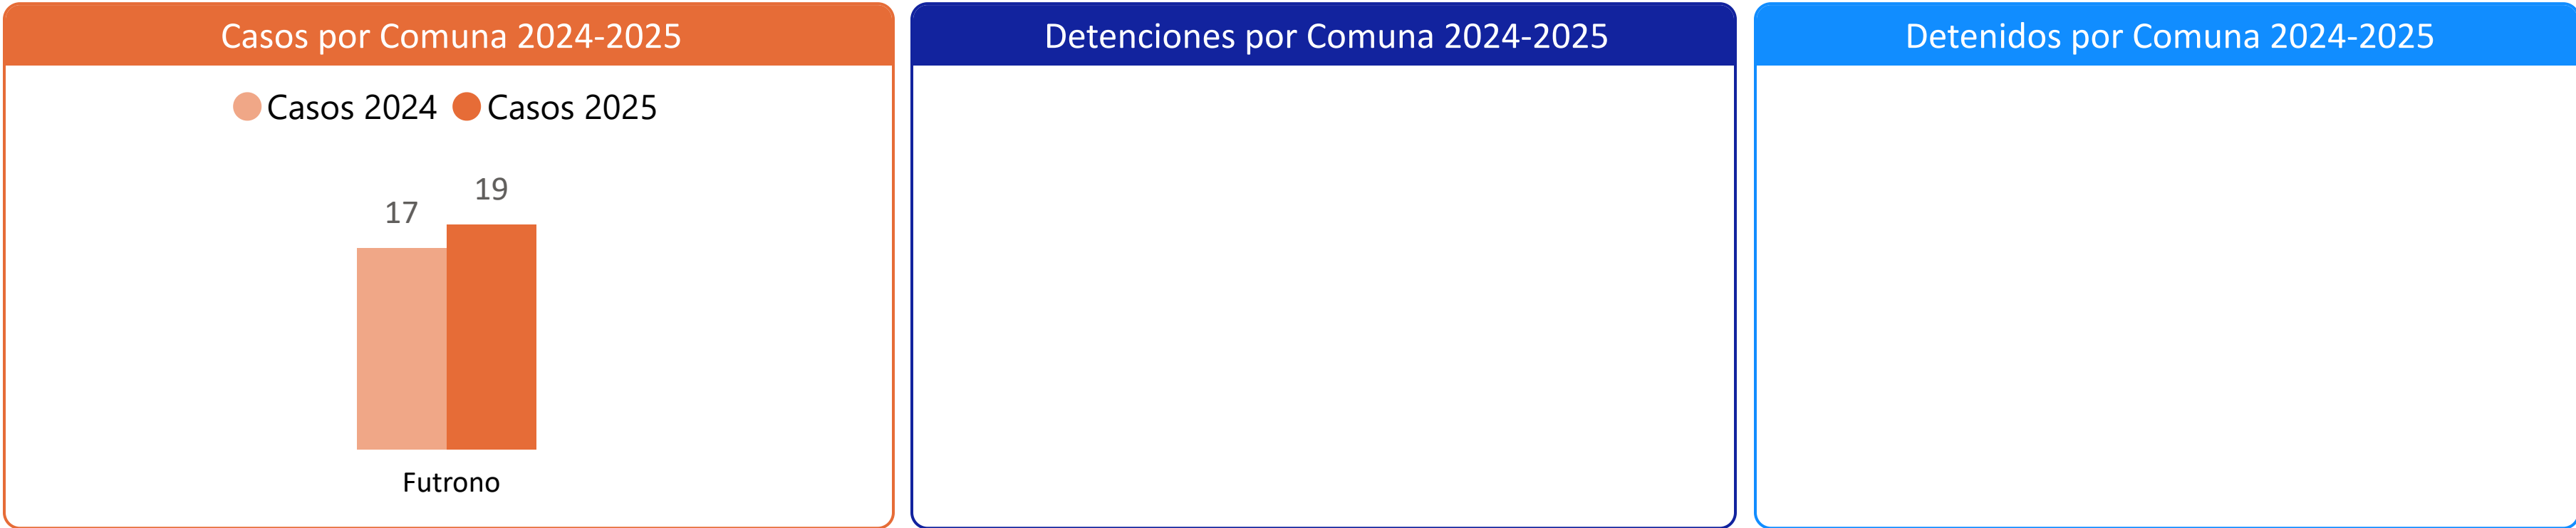 Casos por Comuna 2024-2025
Casos 2024 Casos 2025
17
19
Futrono
Detenciones por Comuna 2024-2025
Detenidos por Comuna 2024-2025